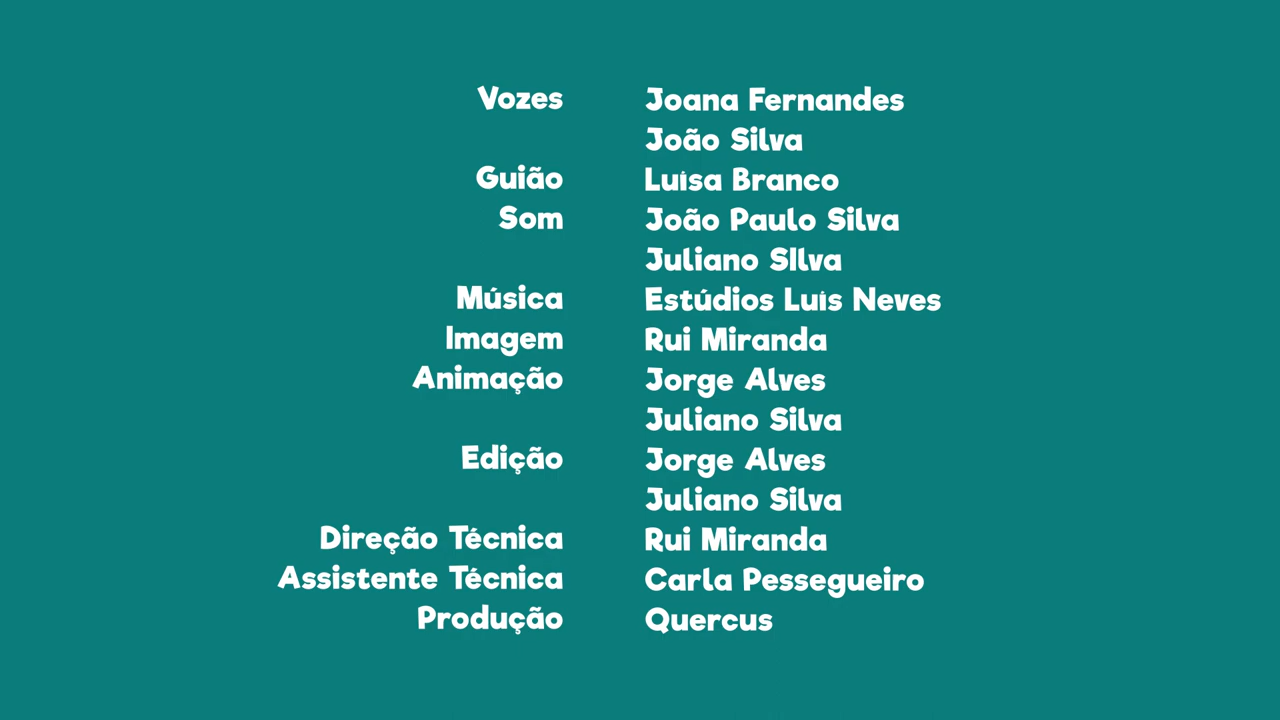 Vozes Joana Fernandes
João Silva
Guião Luísa Branco
Som João Paulo Silva
Juliano SIlva
Música Estúdios Luís Neves
Imagem Rui Miranda
Animação Jorge Alves
Juliano Silva
Edição Jorge Alves
Juliano Silva
Direção Técnica Rui Miranda
Assistente Técnica Carla Pessegueiro
Produção Quercus